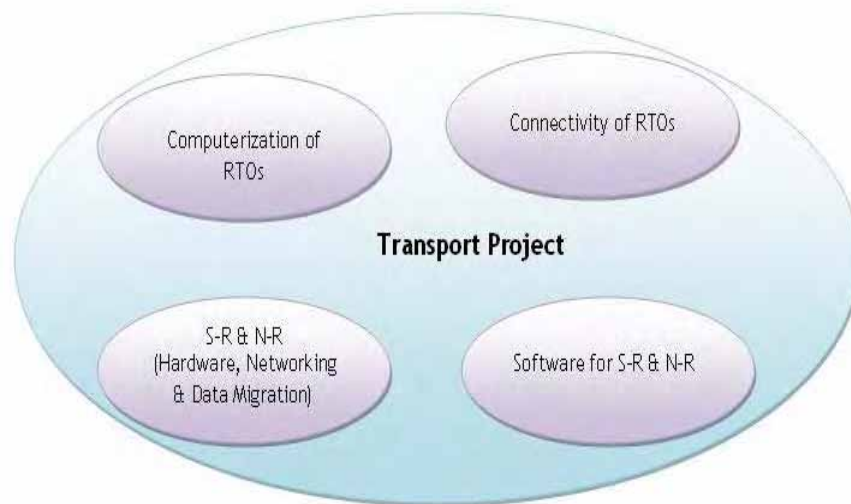 Computerization of
RTOs
Connectivity of RTOs
Transport Project
S-R & N-R
(Hardware, Networking
& Data Migration)
Software for S-R & N-R